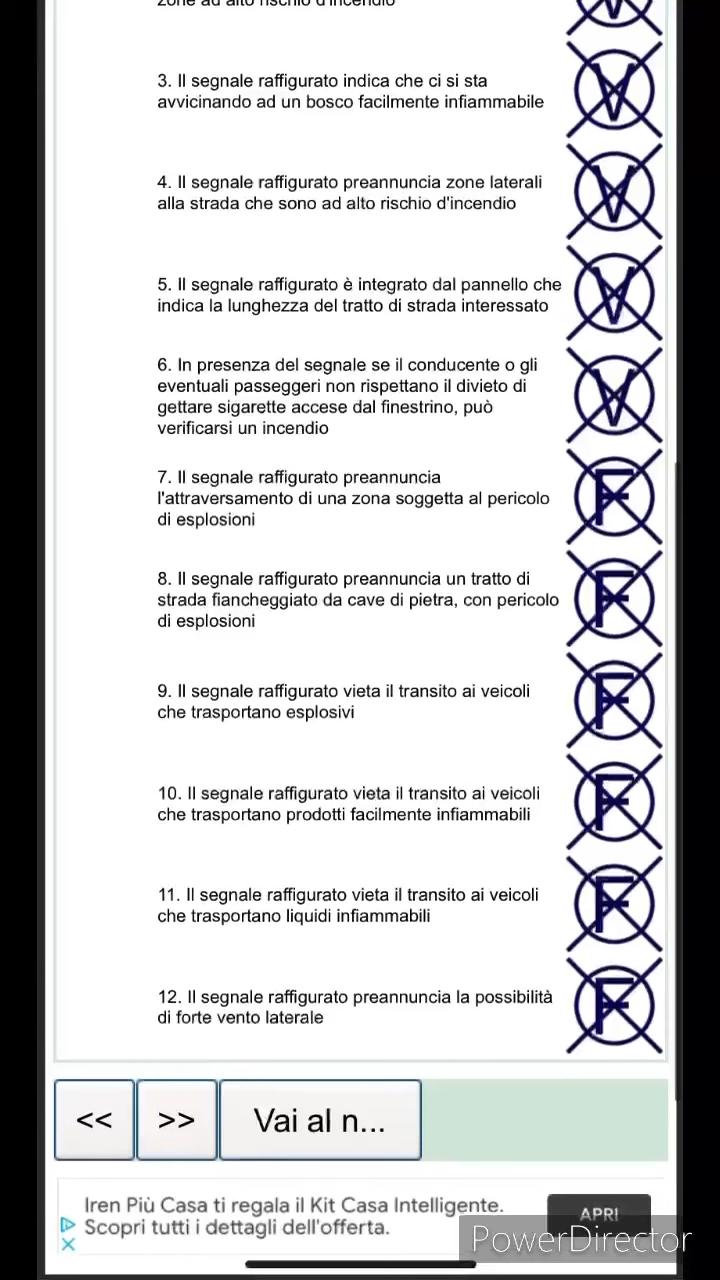 zone ad alto rischio d'incendio
V
3. Il segnale raffigurato indica che ci si sta
avvicinando ad un bosco facilmente infiammabile
V
4. Il segnale raffigurato preannuncia zone laterali
alla strada che sono ad alto rischio d'incendio
V
5. Il segnale raffigurato è integrato dal pannello che
indica la lunghezza del tratto di strada interessato
V
6. In presenza del segnale se il conducente o gli
eventuali passeggeri non rispettano il divieto di
gettare sigarette accese dal finestrino, può
verificarsi un incendio
V
7. Il segnale raffigurato preannuncia
l'attraversamento di una zona soggetta al pericolo
di esplosioni
F
8. Il segnale raffigurato preannuncia un tratto di
strada fiancheggiato da cave di pietra, con pericolo
di esplosioni
F
9. Il segnale raffigurato vieta il transito ai veicoli
che trasportano esplosivi
F
10. Il segnale raffigurato vieta il transito ai veicoli
che trasportano prodotti facilmente infiammabili
F
11. Il segnale raffigurato vieta il transito ai veicoli
che trasportano liquidi infiammabili
F
12. Il segnale raffigurato preannuncia la possibilità
di forte vento laterale
F
<< >> Vai al n...
Iren Più Casa ti regala il Kit Casa Intelligente.
Scopri tutti i dettagli dell'offerta.
APRI
PowerDirector